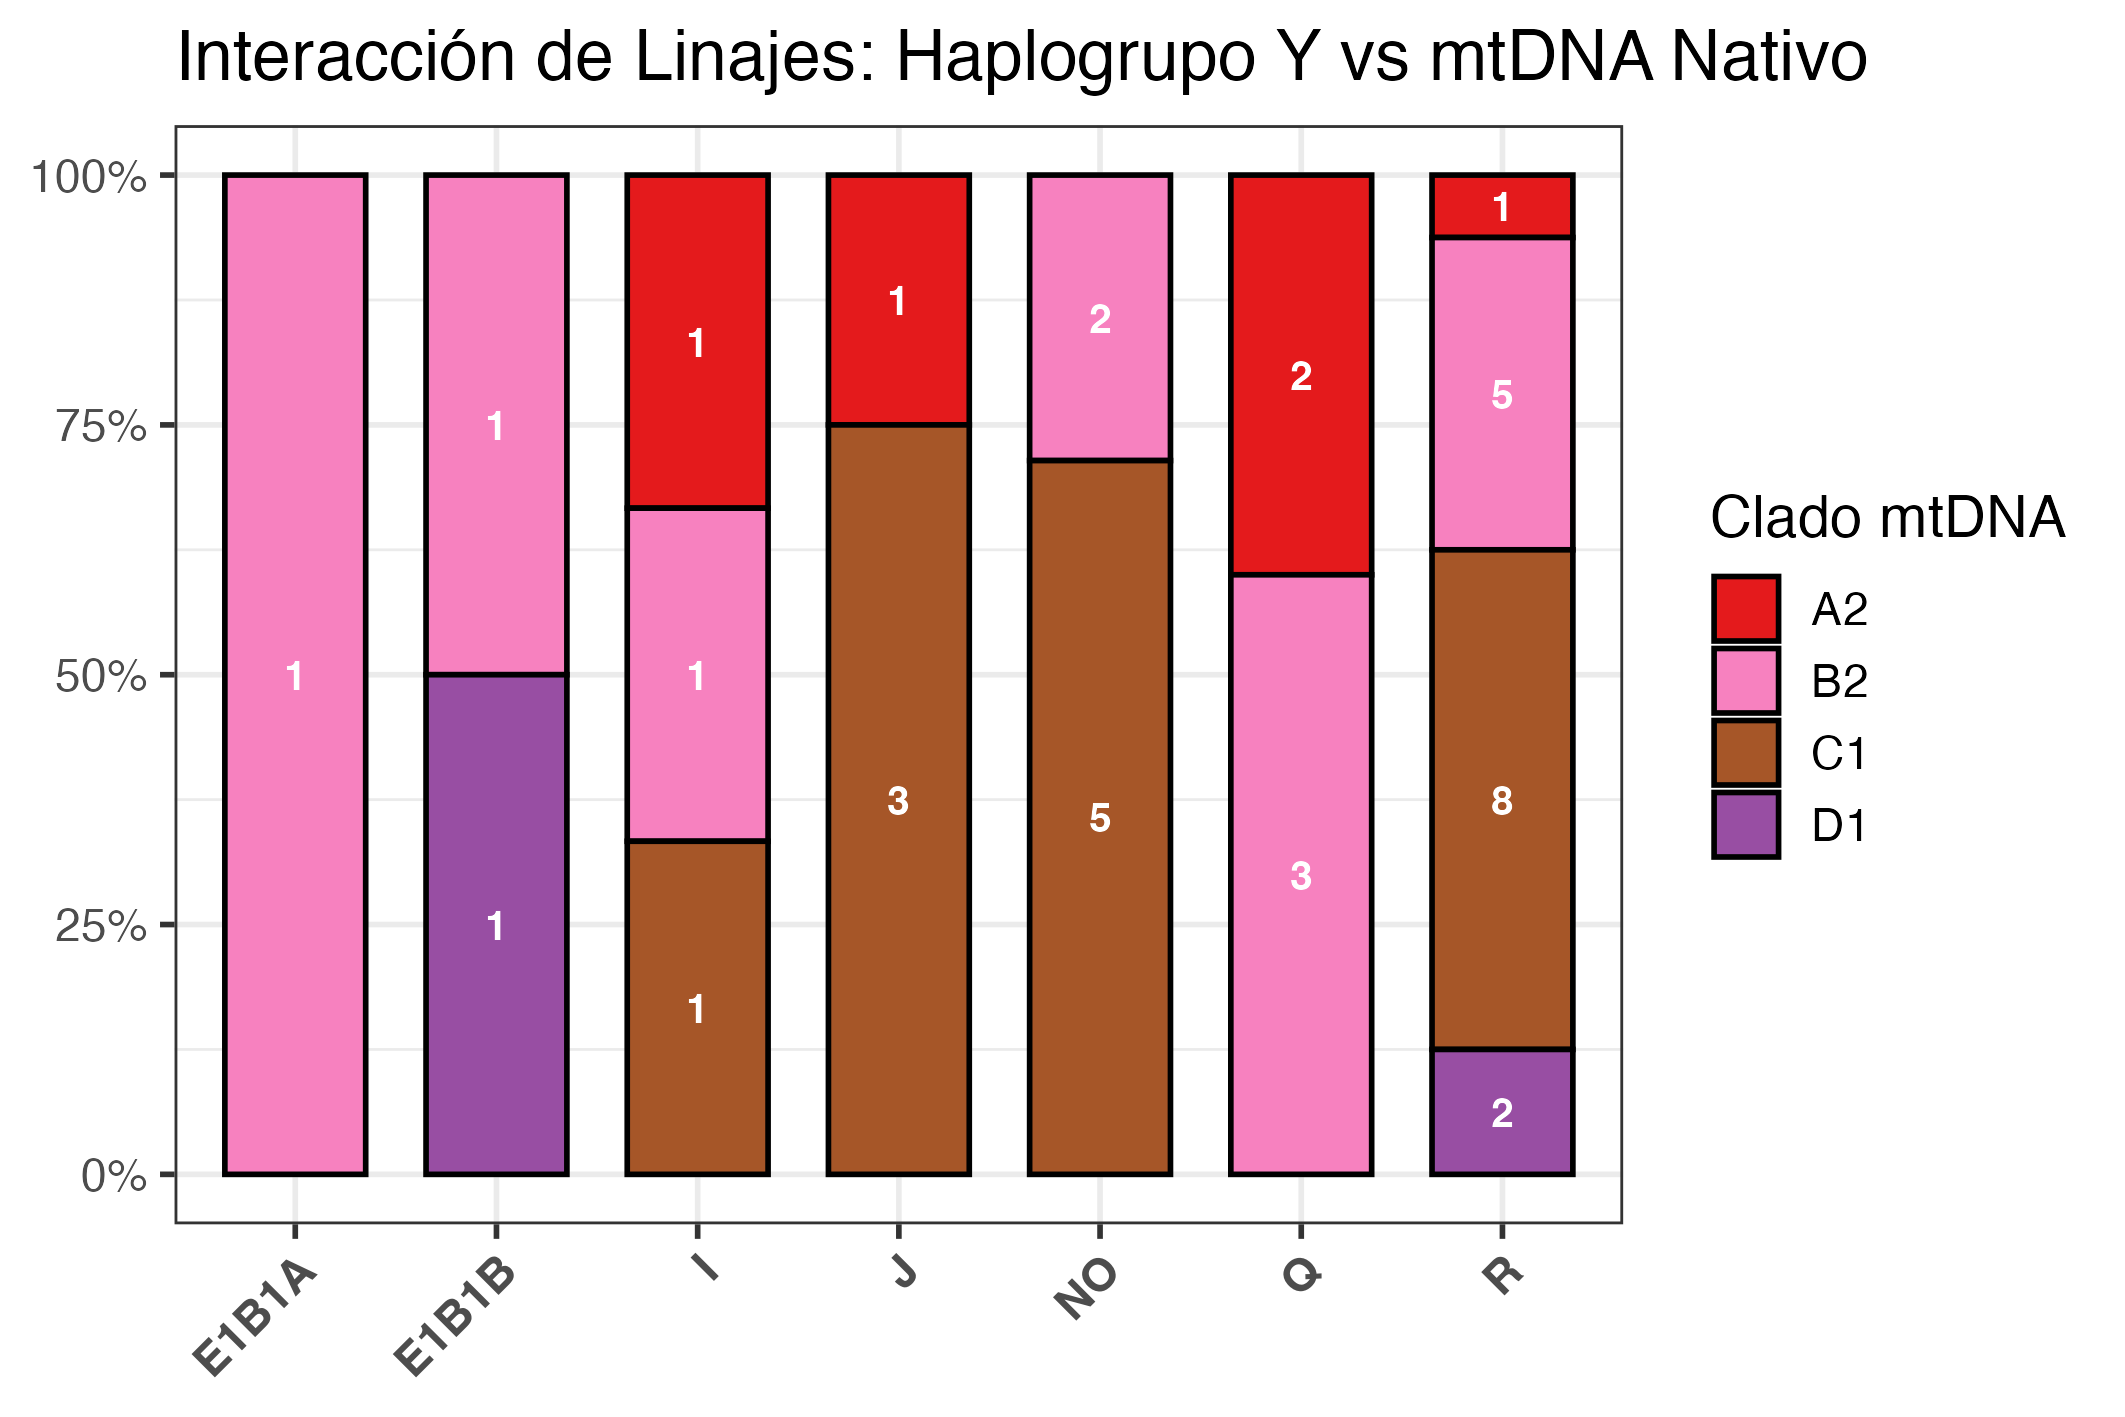 Interacción de Linajes: Haplogrupo Y vs mtDNA Nativo
100%
75%
50%
25%
0%
1
1
1
1
1
1
1
3
2
5
2
3
1
5
8
2
E1B1A
E1B1B
I
J
NO
Q
R
Clado mtDNA
A2
B2
C1
D1